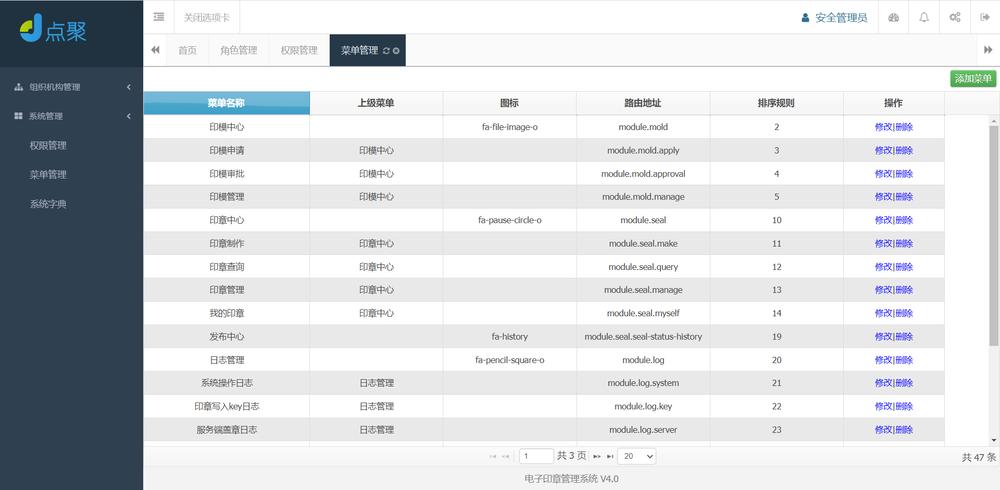 点聚
关闭选项卡
安全管理员
首页 角色管理 权限管理 菜单管理
组织机构管理
系统管理
权限管理
菜单管理
系统字典
添加菜单
菜单名称 上级菜单 图标 路由地址 排序规则 操作
印模中心 fa-file-image-o module.mold 2 修改|删除
印模申请 印模中心 module.mold.apply 3 修改|删除
印模审批 印模中心 module.mold.approval 4 修改|删除
印模管理 印模中心 module.mold.manage 5 修改|删除
印章中心 fa-pause-circle-o module.seal 10 修改|删除
印章制作 印章中心 module.seal.make 11 修改|删除
印章查询 印章中心 module.seal.query 12 修改|删除
印章管理 印章中心 module.seal.manage 13 修改|删除
我的印章 印章中心 module.seal.myself 14 修改|删除
发布中心 fa-history module.seal.seal-status-history 19 修改|删除
日志管理 fa-pencil-square-o module.log 20 修改|删除
系统操作日志 日志管理 module.log.system 21 修改|删除
印章写入key日志 日志管理 module.log.key 22 修改|删除
服务端盖章日志 日志管理 module.log.server 23 修改|删除
1 共 3 页 20 共 47 条
电子印章管理系统 V4.0